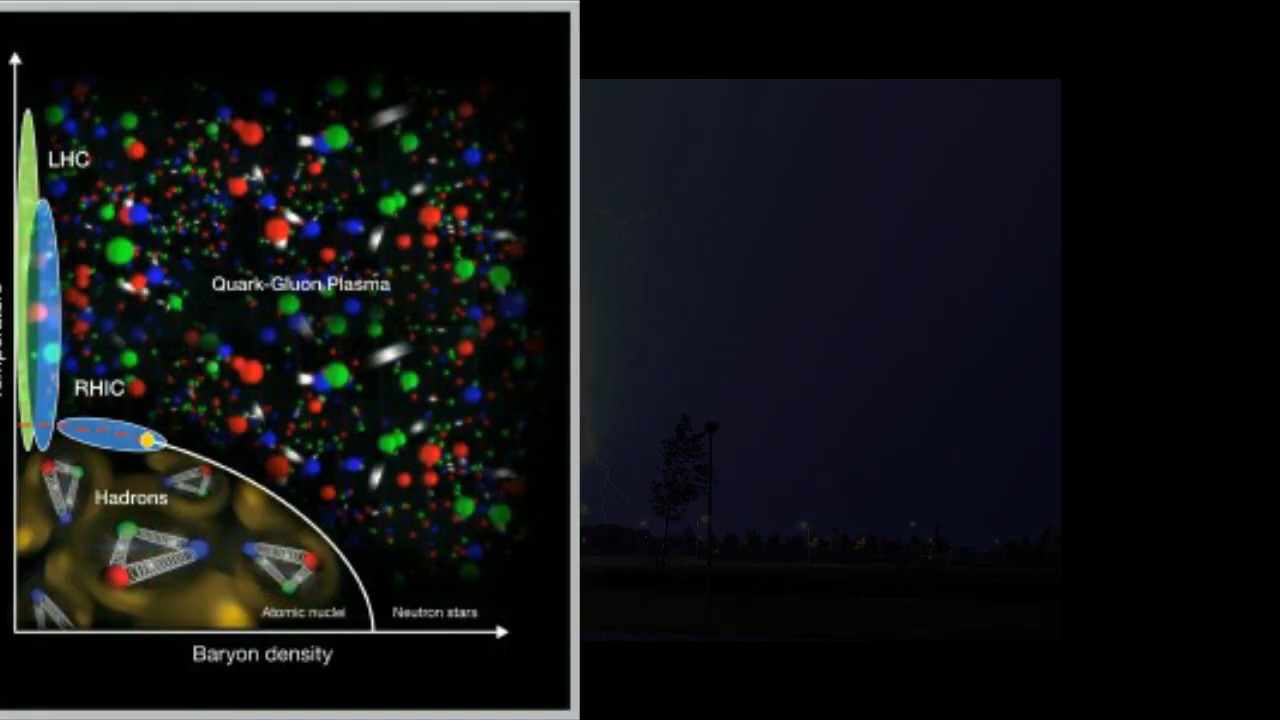 LHC
Quark-Gluon Plasma
RHIC
Hadrons
Atomic nuclei
Neutron stars
Baryon density